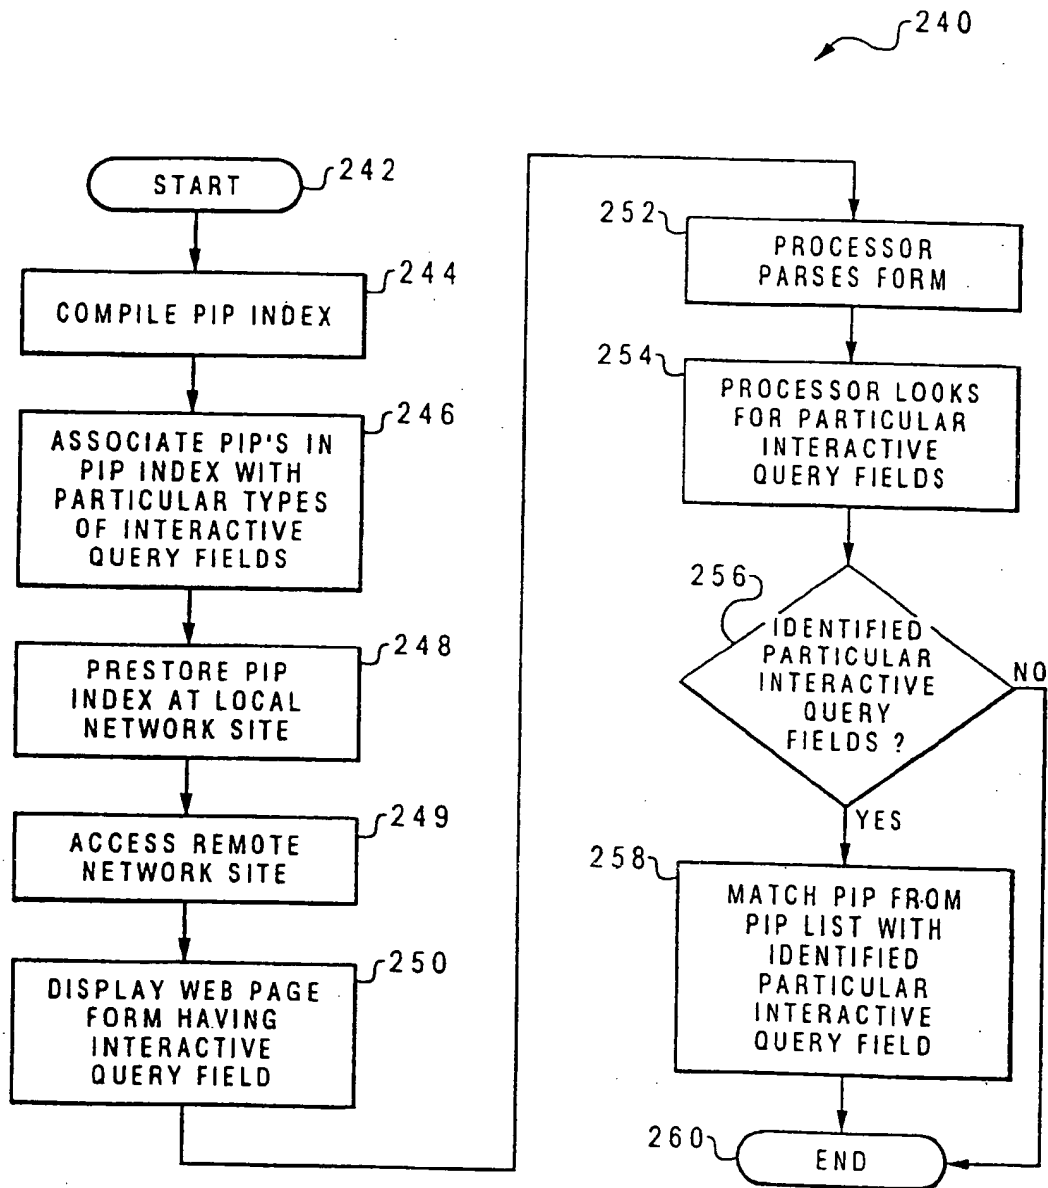 240
START
242
COMPILE PIP INDEX
244
ASSOCIATE PIP'S IN
PIP INDEX WITH
PARTICULAR TYPES
OF INTERACTIVE
QUERY FIELDS
246
PRESTORE PIP
INDEX AT LOCAL
NETWORK SITE
248
ACCESS REMOTE
NETWORK SITE
249
DISPLAY WEB PAGE
FORM HAVING
INTERACTIVE
QUERY FIELD
250
252
PROCESSOR
PARSES FORM
254
PROCESSOR LOOKS
FOR PARTICULAR
INTERACTIVE
QUERY FIELDS
256
IDENTIFIED
PARTICULAR
INTERACTIVE
QUERY
FIELDS ?
NO
YES
258
MATCH PIP FROM
PIP LIST WITH
IDENTIFIED
PARTICULAR
INTERACTIVE
QUERY FIELD
260
END